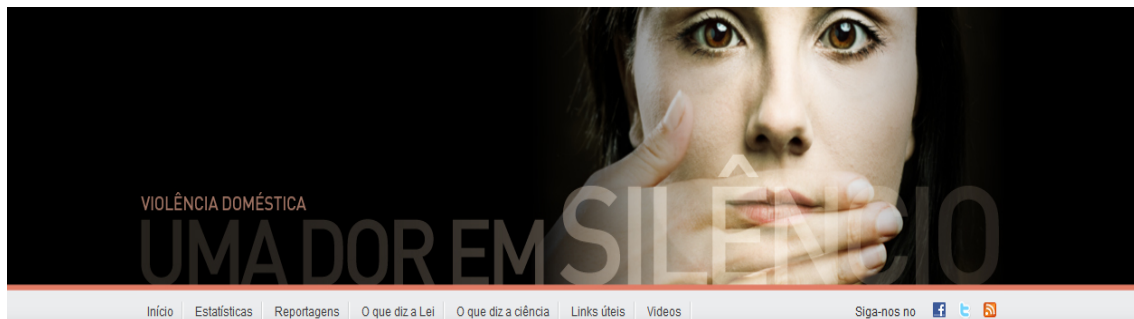 VIOLÊNCIA DOMÉSTICA
UMA DOR EM SILÊNCIO
Início Estatísticas Reportagens O que diz a Lei O que diz a ciência Links úteis Videos Siga-nos no